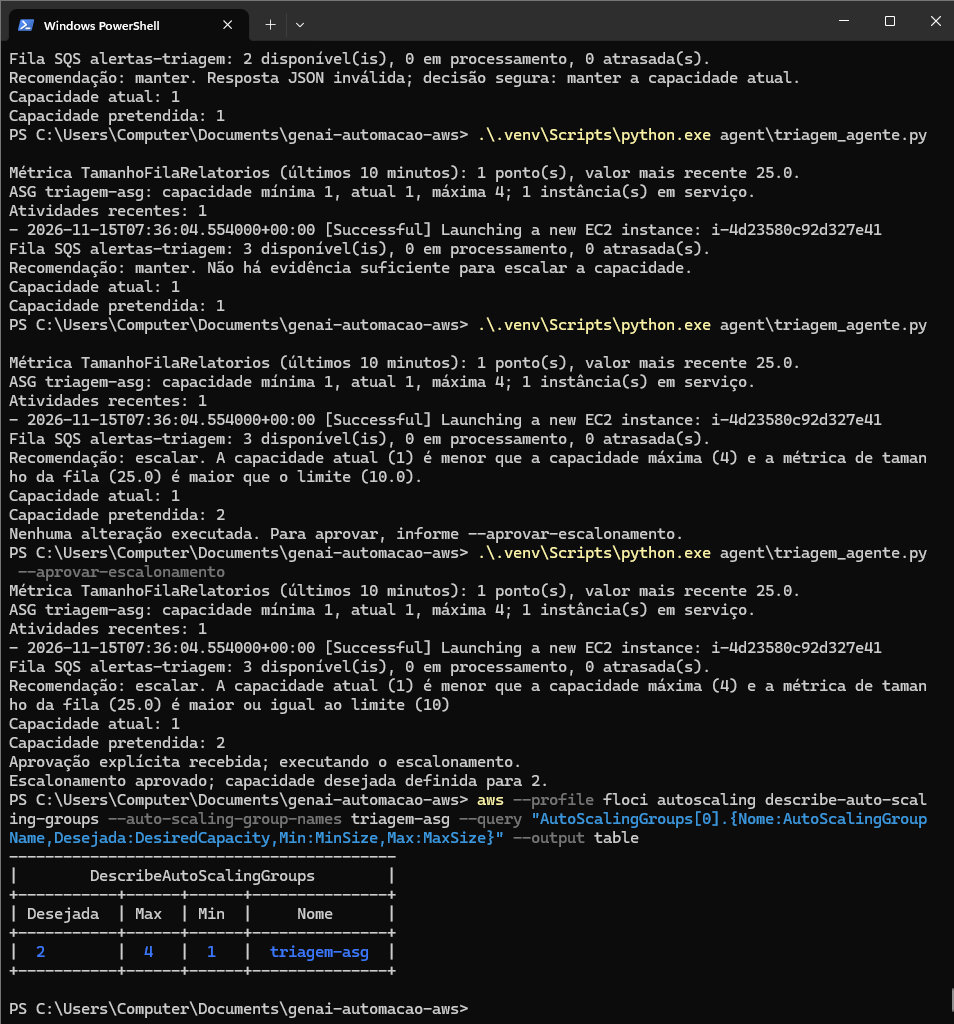 Windows PowerShell
Fila SQS alertas-triagem: 2 disponível(is), 0 em processamento, 0 atrasada(s).
Recomendação: manter. Resposta JSON inválida; decisão segura: manter a capacidade atual.
Capacidade atual: 1
Capacidade pretendida: 1
PS C:\Users\Computer\Documents\genai-automacao-aws> .\.venv\Scripts\python.exe agent\triagem_agente.py
Métrica TamanhoFilaRelatorios (últimos 10 minutos): 1 ponto(s), valor mais recente 25.0.
ASG triagem-asg: capacidade mínima 1, atual 1, máxima 4; 1 instância(s) em serviço.
Atividades recentes: 1
- 2026-11-15T07:36:04.554000+00:00 [Successful] Launching a new EC2 instance: i-4d23580c92d327e41
Fila SQS alertas-triagem: 3 disponível(is), 0 em processamento, 0 atrasada(s).
Recomendação: manter. Não há evidência suficiente para escalar a capacidade.
Capacidade atual: 1
Capacidade pretendida: 1
PS C:\Users\Computer\Documents\genai-automacao-aws> .\.venv\Scripts\python.exe agent\triagem_agente.py
Métrica TamanhoFilaRelatorios (últimos 10 minutos): 1 ponto(s), valor mais recente 25.0.
ASG triagem-asg: capacidade mínima 1, atual 1, máxima 4; 1 instância(s) em serviço.
Atividades recentes: 1
- 2026-11-15T07:36:04.554000+00:00 [Successful] Launching a new EC2 instance: i-4d23580c92d327e41
Fila SQS alertas-triagem: 3 disponível(is), 0 em processamento, 0 atrasada(s).
Recomendação: escalar. A capacidade atual (1) é menor que a capacidade máxima (4) e a métrica de taman
ho da fila (25.0) é maior que o limite (10.0).
Capacidade atual: 1
Capacidade pretendida: 2
Nenhuma alteração executada. Para aprovar, informe --aprovar-escalonamento.
PS C:\Users\Computer\Documents\genai-automacao-aws> .\.venv\Scripts\python.exe agent\triagem_agente.py
--aprovar-escalonamento
Métrica TamanhoFilaRelatorios (últimos 10 minutos): 1 ponto(s), valor mais recente 25.0.
ASG triagem-asg: capacidade mínima 1, atual 1, máxima 4; 1 instância(s) em serviço.
Atividades recentes: 1
- 2026-11-15T07:36:04.554000+00:00 [Successful] Launching a new EC2 instance: i-4d23580c92d327e41
Fila SQS alertas-triagem: 3 disponível(is), 0 em processamento, 0 atrasada(s).
Recomendação: escalar. A capacidade atual (1) é menor que a capacidade máxima (4) e a métrica de taman
ho da fila (25.0) é maior ou igual ao limite (10)
Capacidade atual: 1
Capacidade pretendida: 2
Aprovação explícita recebida; executando o escalonamento.
Escalonamento aprovado; capacidade desejada definida para 2.
PS C:\Users\Computer\Documents\genai-automacao-aws> aws --profile floci autoscaling describe-auto-scal
ing-groups --auto-scaling-group-names triagem-asg --query "AutoScalingGroups[0].{Nome:AutoScalingGroup
Name,Desejada:DesiredCapacity,Min:MinSize,Max:MaxSize}" --output table
-------------------------------------------
|        DescribeAutoScalingGroups        |
+-----------+------+------+---------------+
| Desejada  | Max  | Min  |     Nome      |
+-----------+------+------+---------------+
|  2        |  4   |  1   |  triagem-asg  |
+-----------+------+------+---------------+
PS C:\Users\Computer\Documents\genai-automacao-aws>